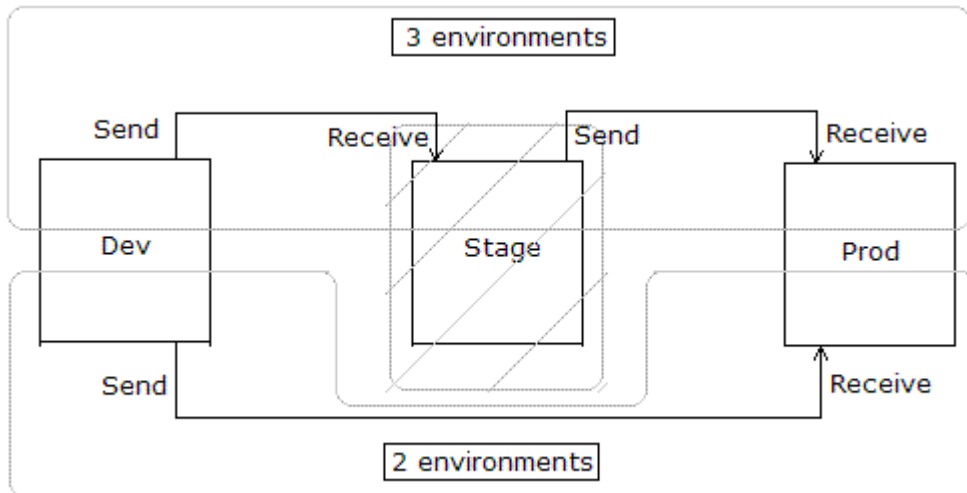 3 environments
Send
Receive
Send
Receive
Dev
Stage
Prod
Send
Receive
2 environments